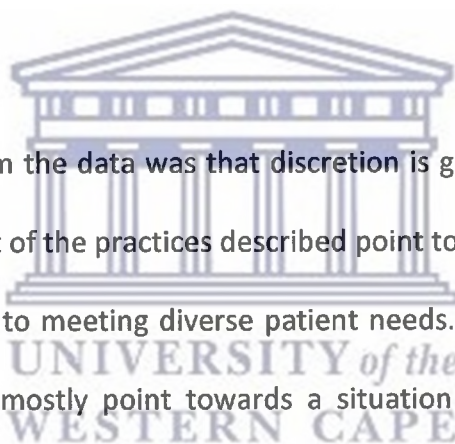 m the data was that discretion is g
t of the practices described point to
to meeting diverse patient needs.
UNIVERSITY of the
mostly point towards a situation
WESTERN CAPE